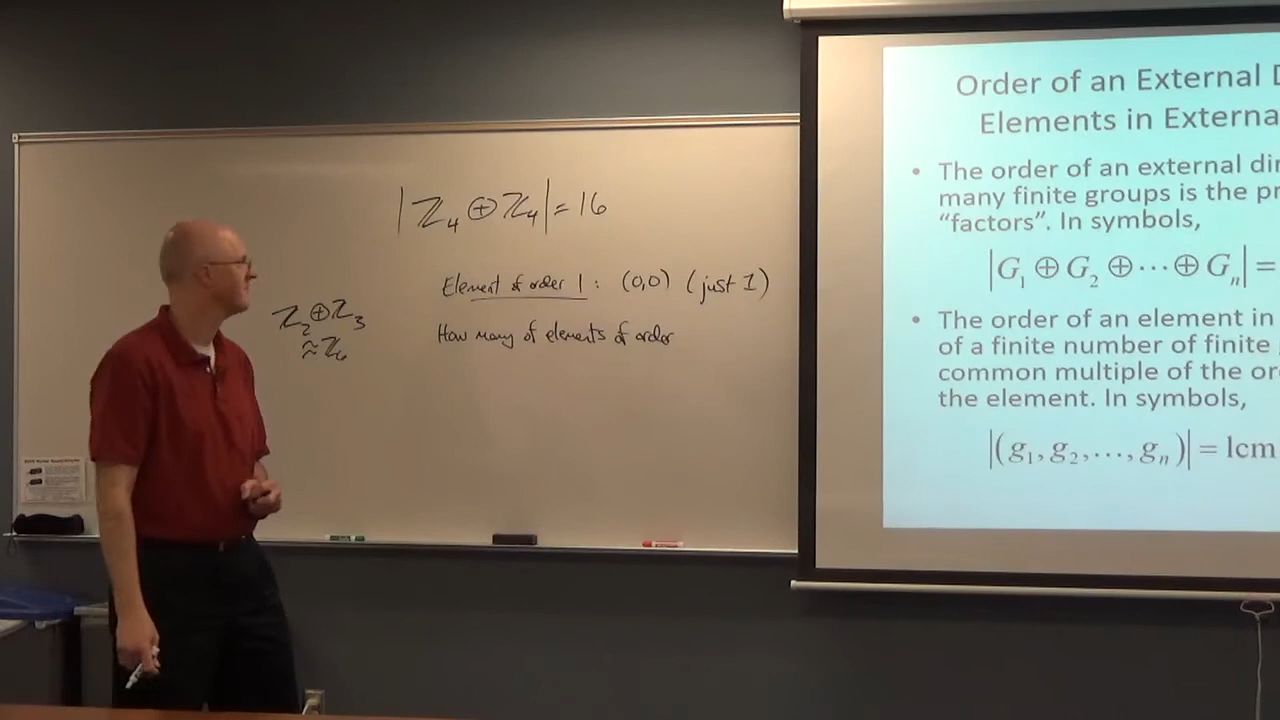 |ℤ₄ ⊕ ℤ₄| = 16
Element of order 1 : (0,0) (just 1)
How many of elements of order
ℤ₂ ⊕ ℤ₃
≈ ℤ₆
Order of an External D
Elements in Externa
• The order of an external dir
many finite groups is the pr
“factors”. In symbols,
|G₁ ⊕ G₂ ⊕ ⋯ ⊕ Gₙ| =
• The order of an element in
of a finite number of finite
common multiple of the or
the element. In symbols,
|(g₁, g₂, …, gₙ)| = lcm